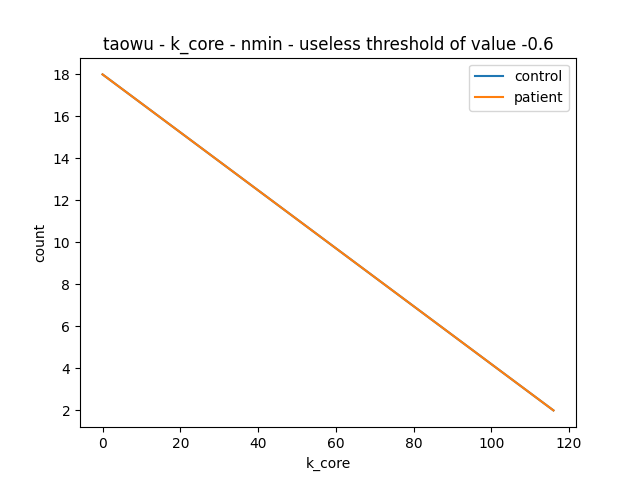 taowu - k_core - nmin - useless threshold of value -0.6
control
patient
18
16
14
12
10
8
6
4
2
count
0 20 40 60 80 100 120
k_core